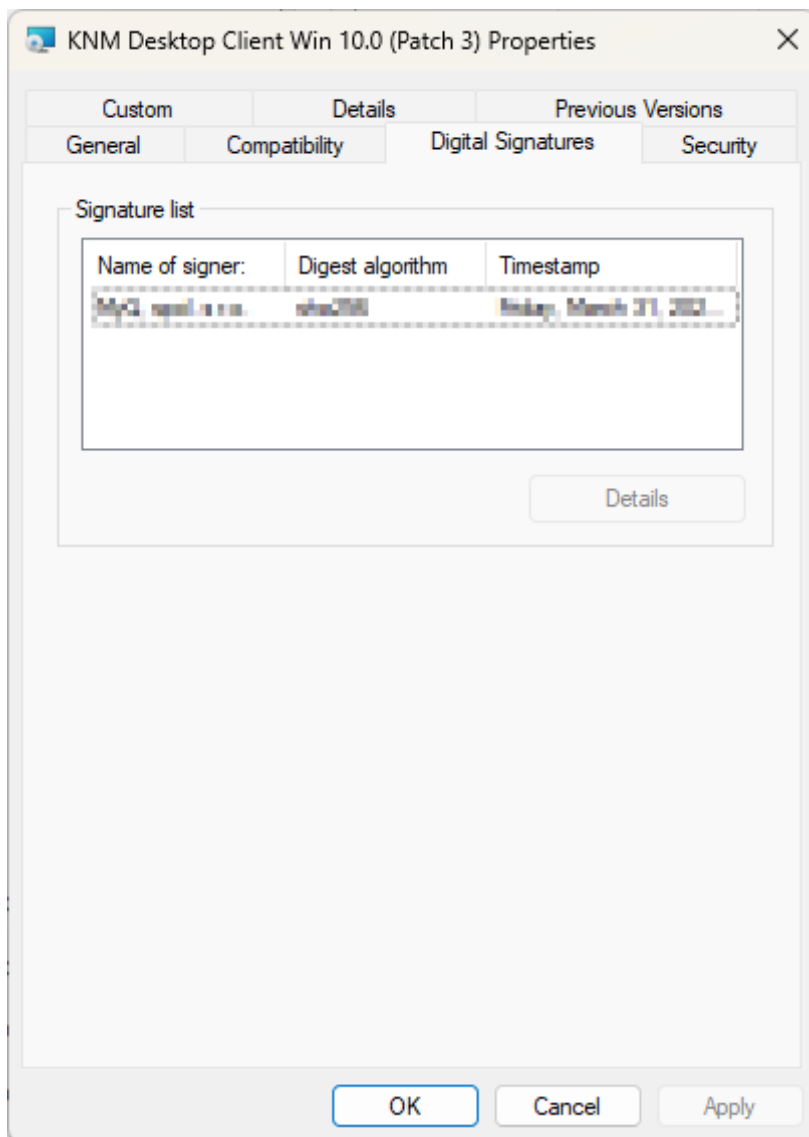 KNM Desktop Client Win 10.0 (Patch 3) Properties
Custom Details Previous Versions
General Compatibility Digital Signatures Security
Signature list
Name of signer: Digest algorithm Timestamp
Details
OK Cancel Apply